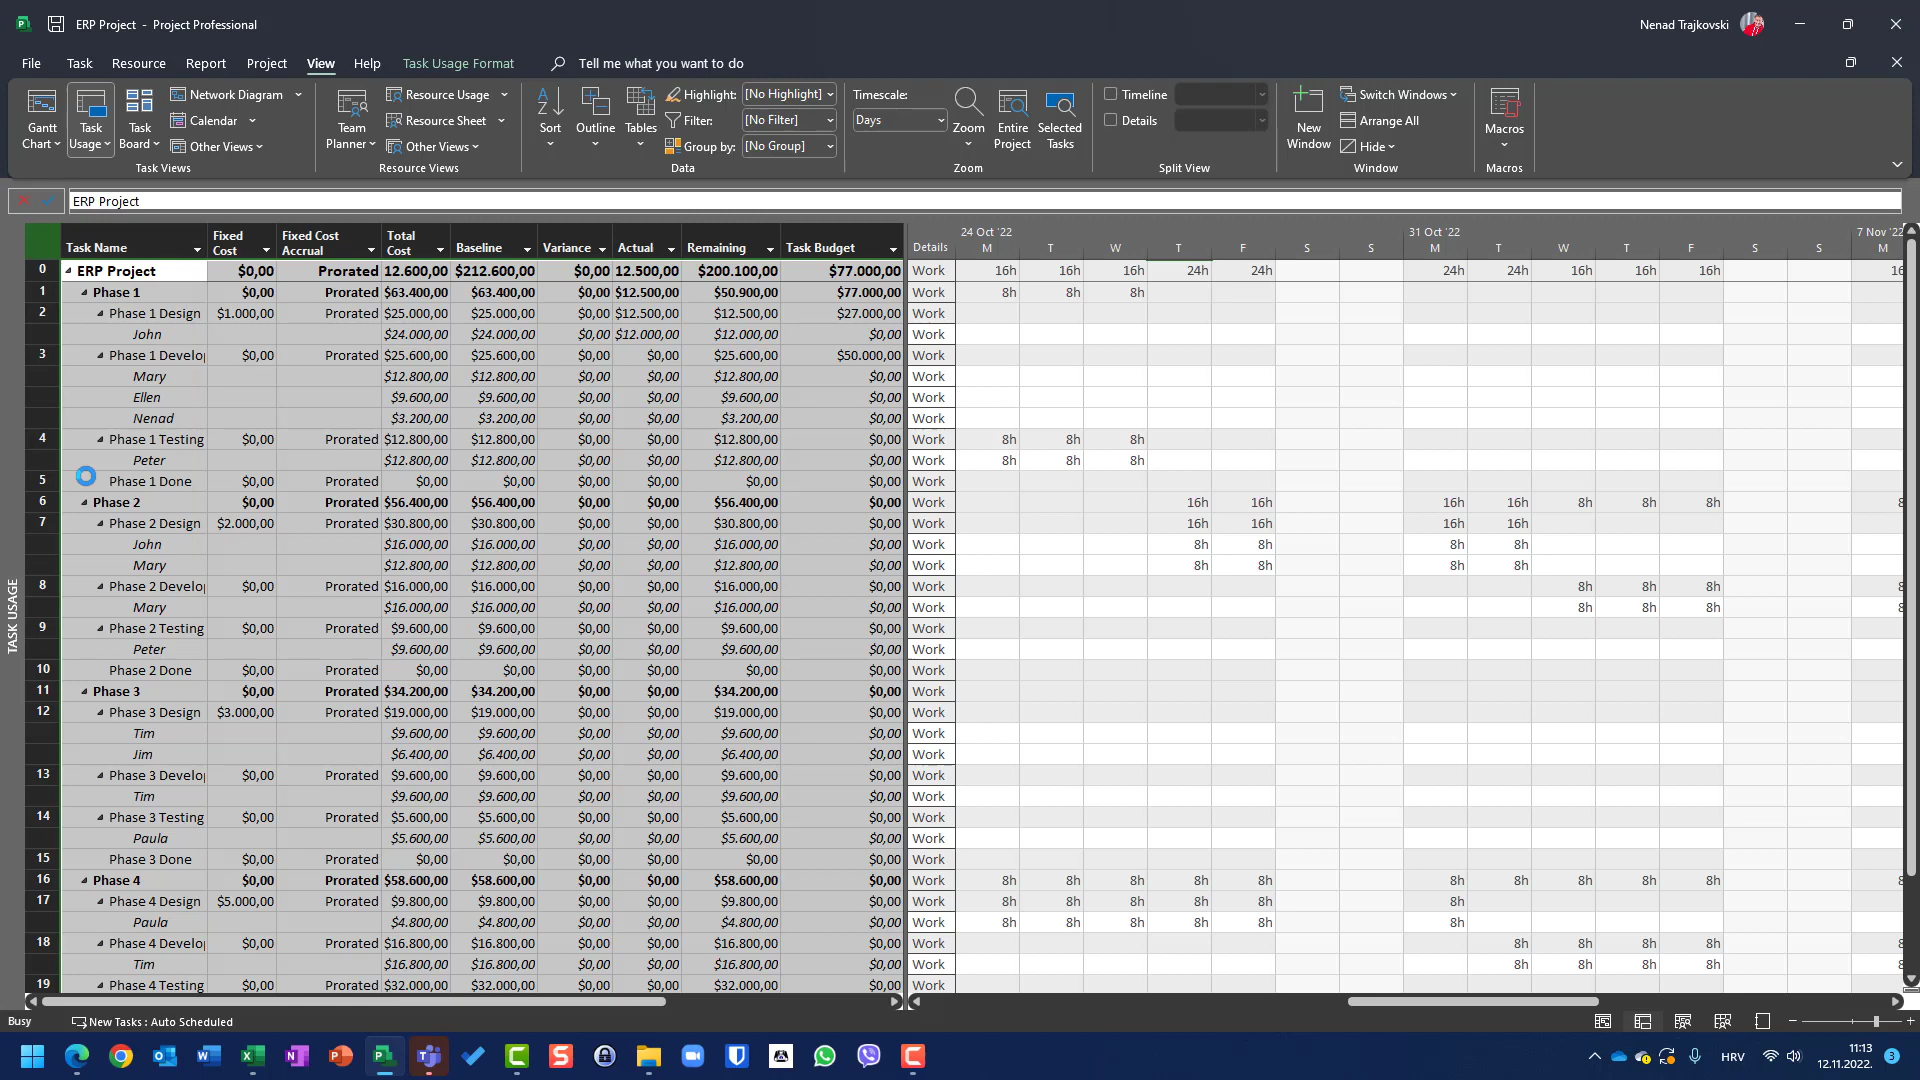 ERP Project - Project Professional
Nenad Trajkovski
File Task Resource Report Project View Help Task Usage Format Tell me what you want to do
Gantt Chart
Task Usage
Task Board
Network Diagram
Calendar
Other Views
Task Views
Team Planner
Resource Usage
Resource Sheet
Other Views
Resource Views
Sort
Outline
Tables
Highlight: [No Highlight]
Filter: [No Filter]
Group by: [No Group]
Data
Timescale:
Days
Zoom
Entire Project
Selected Tasks
Zoom
Timeline
Details
Split View
New Window
Switch Windows
Arrange All
Hide
Window
Macros
Macros
ERP Project
Task Name Fixed Cost Fixed Cost Accrual Total Cost Baseline Variance Actual Remaining Task Budget Details
24 Oct '22 31 Oct '22 7 Nov '22
M T W T F S S M T W T F S S M
0 ERP Project $0,00 Prorated 12.600,00 $212.600,00 $0,00 12.500,00 $200.100,00 $77.000,00 Work 16h 16h 16h 24h 24h 24h 24h 16h 16h 16h
1 Phase 1 $0,00 Prorated $63.400,00 $63.400,00 $0,00 $12.500,00 $50.900,00 $77.000,00 Work 8h 8h 8h
2 Phase 1 Design $1.000,00 Prorated $25.000,00 $25.000,00 $0,00 $12.500,00 $12.500,00 $27.000,00 Work
John $24.000,00 $24.000,00 $0,00 $12.000,00 $12.000,00 $0,00 Work
3 Phase 1 Develo $0,00 Prorated $25.600,00 $25.600,00 $0,00 $0,00 $25.600,00 $50.000,00 Work
Mary $12.800,00 $12.800,00 $0,00 $0,00 $12.800,00 $0,00 Work
Ellen $9.600,00 $9.600,00 $0,00 $0,00 $9.600,00 $0,00 Work
Nenad $3.200,00 $3.200,00 $0,00 $0,00 $3.200,00 $0,00 Work
4 Phase 1 Testing $0,00 Prorated $12.800,00 $12.800,00 $0,00 $0,00 $12.800,00 $0,00 Work 8h 8h 8h
Peter $12.800,00 $12.800,00 $0,00 $0,00 $12.800,00 $0,00 Work 8h 8h 8h
5 Phase 1 Done $0,00 Prorated $0,00 $0,00 $0,00 $0,00 $0,00 $0,00 Work
6 Phase 2 $0,00 Prorated $56.400,00 $56.400,00 $0,00 $0,00 $56.400,00 $0,00 Work 16h 16h 16h 16h 8h 8h 8h 8
7 Phase 2 Design $2.000,00 Prorated $30.800,00 $30.800,00 $0,00 $0,00 $30.800,00 $0,00 Work 16h 16h 16h 16h
John $16.000,00 $16.000,00 $0,00 $0,00 $16.000,00 $0,00 Work 8h 8h 8h 8h
Mary $12.800,00 $12.800,00 $0,00 $0,00 $12.800,00 $0,00 Work 8h 8h 8h 8h
8 Phase 2 Develo $0,00 Prorated $16.000,00 $16.000,00 $0,00 $0,00 $16.000,00 $0,00 Work 8h 8h 8h 8
Mary $16.000,00 $16.000,00 $0,00 $0,00 $16.000,00 $0,00 Work 8h 8h 8h 8
9 Phase 2 Testing $0,00 Prorated $9.600,00 $9.600,00 $0,00 $0,00 $9.600,00 $0,00 Work
Peter $9.600,00 $9.600,00 $0,00 $0,00 $9.600,00 $0,00 Work
10 Phase 2 Done $0,00 Prorated $0,00 $0,00 $0,00 $0,00 $0,00 $0,00 Work
11 Phase 3 $0,00 Prorated $34.200,00 $34.200,00 $0,00 $0,00 $34.200,00 $0,00 Work
12 Phase 3 Design $3.000,00 Prorated $19.000,00 $19.000,00 $0,00 $0,00 $19.000,00 $0,00 Work
Tim $9.600,00 $9.600,00 $0,00 $0,00 $9.600,00 $0,00 Work
Jim $6.400,00 $6.400,00 $0,00 $0,00 $6.400,00 $0,00 Work
13 Phase 3 Develo $0,00 Prorated $9.600,00 $9.600,00 $0,00 $0,00 $9.600,00 $0,00 Work
Tim $9.600,00 $9.600,00 $0,00 $0,00 $9.600,00 $0,00 Work
14 Phase 3 Testing $0,00 Prorated $5.600,00 $5.600,00 $0,00 $0,00 $5.600,00 $0,00 Work
Paula $5.600,00 $5.600,00 $0,00 $0,00 $5.600,00 $0,00 Work
15 Phase 3 Done $0,00 Prorated $0,00 $0,00 $0,00 $0,00 $0,00 $0,00 Work
16 Phase 4 $0,00 Prorated $58.600,00 $58.600,00 $0,00 $0,00 $58.600,00 $0,00 Work 8h 8h 8h 8h 8h 8h 8h 8h 8h 8h 8
17 Phase 4 Design $5.000,00 Prorated $9.800,00 $9.800,00 $0,00 $0,00 $9.800,00 $0,00 Work 8h 8h 8h 8h 8h 8h
Paula $4.800,00 $4.800,00 $0,00 $0,00 $4.800,00 $0,00 Work 8h 8h 8h 8h 8h 8h
18 Phase 4 Develo $0,00 Prorated $16.800,00 $16.800,00 $0,00 $0,00 $16.800,00 $0,00 Work 8h 8h 8h 8h 8
Tim $16.800,00 $16.800,00 $0,00 $0,00 $16.800,00 $0,00 Work 8h 8h 8h 8h 8
19 Phase 4 Testing $0,00 Prorated $32.000,00 $32.000,00 $0,00 $0,00 $32.000,00 $0,00 Work
TASK USAGE
Busy New Tasks : Auto Scheduled
HRV
11:13
12.11.2022.
3